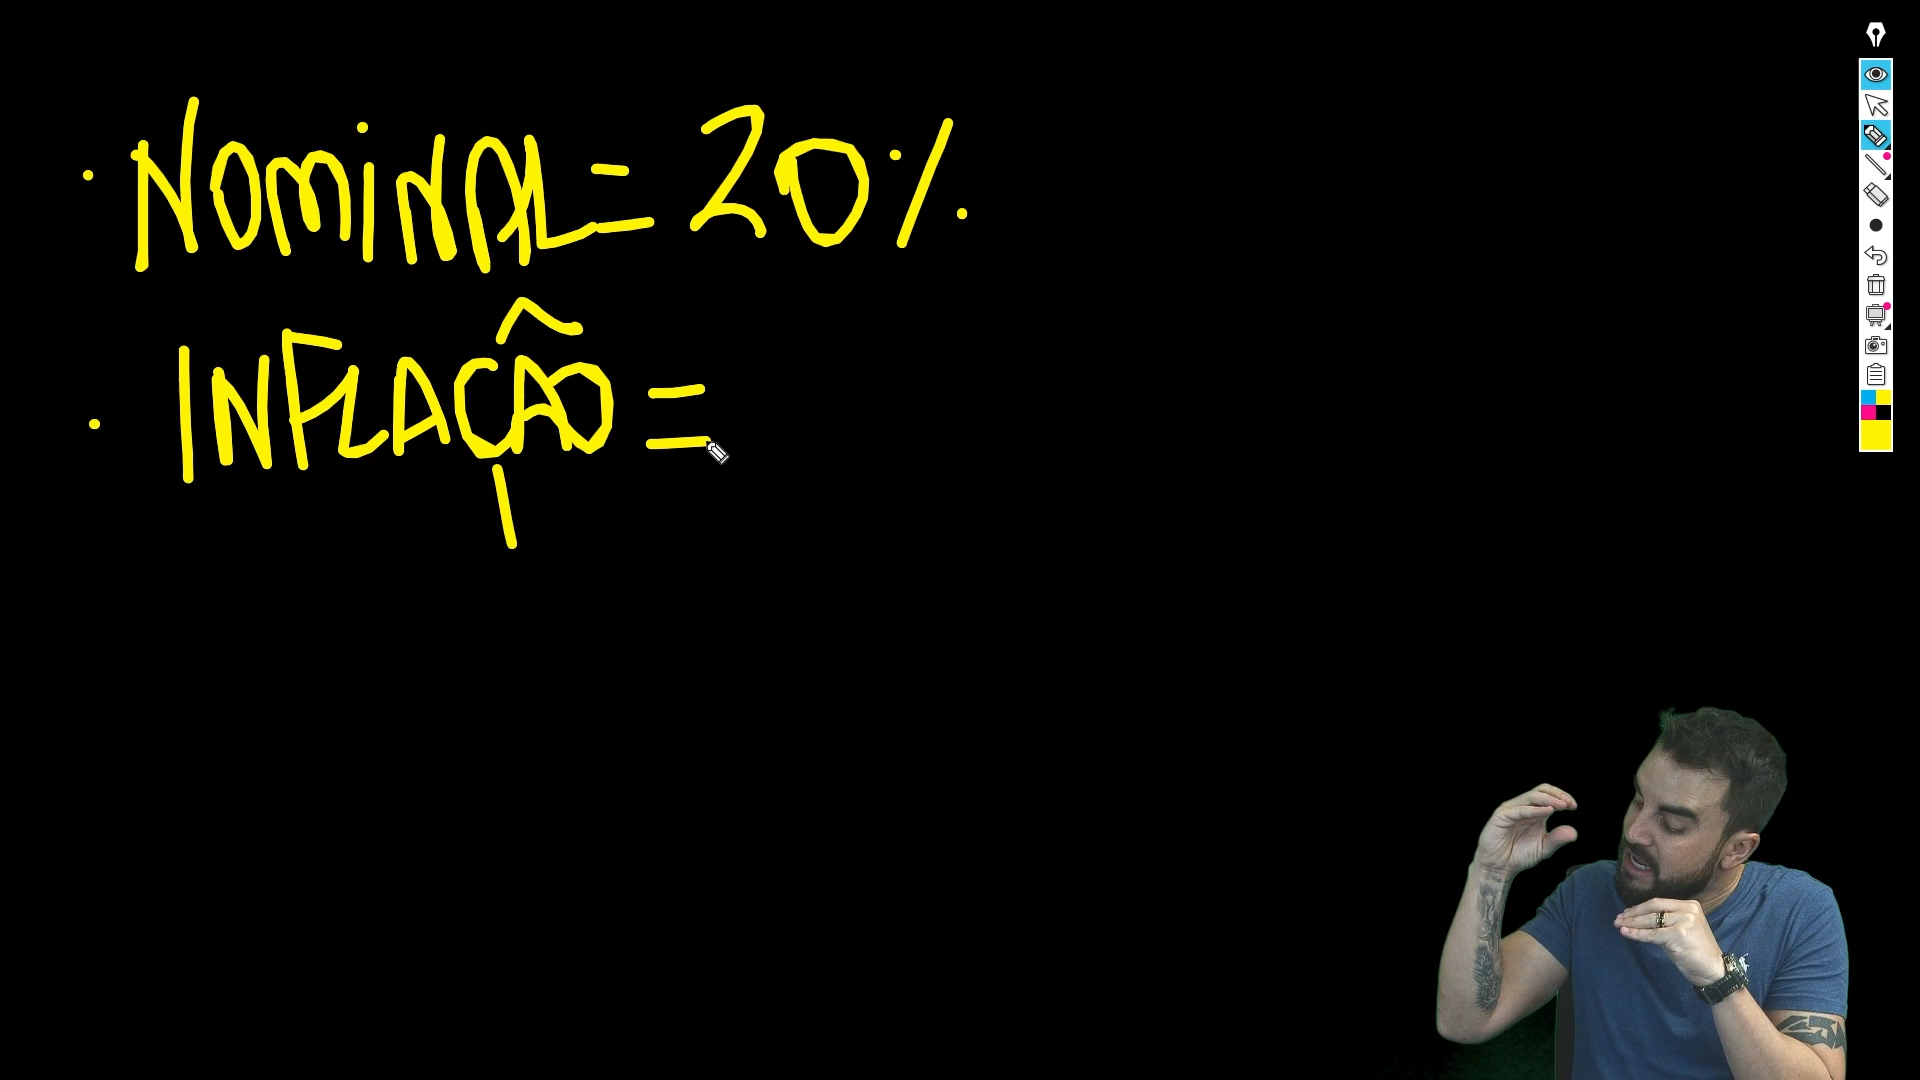 · NOMiNAL = 20%
· INFLAÇÃO =